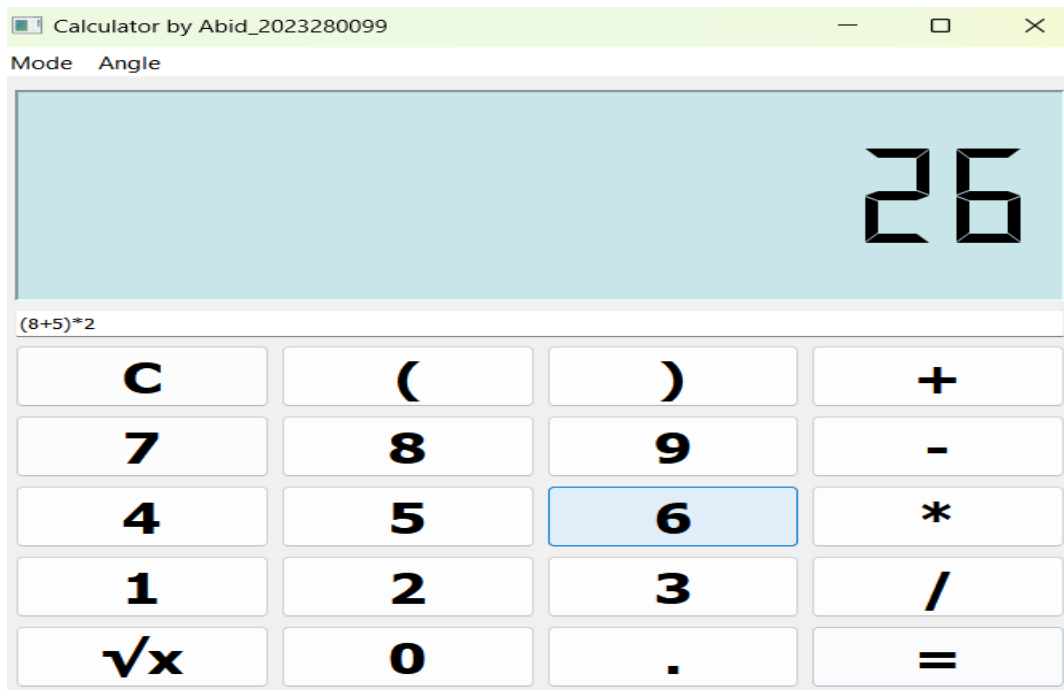 Calculator by Abid_2023280099
Mode Angle
26
(8+5)*2
C ( ) +
7 8 9 -
4 5 6 *
1 2 3 /
√x 0 . =